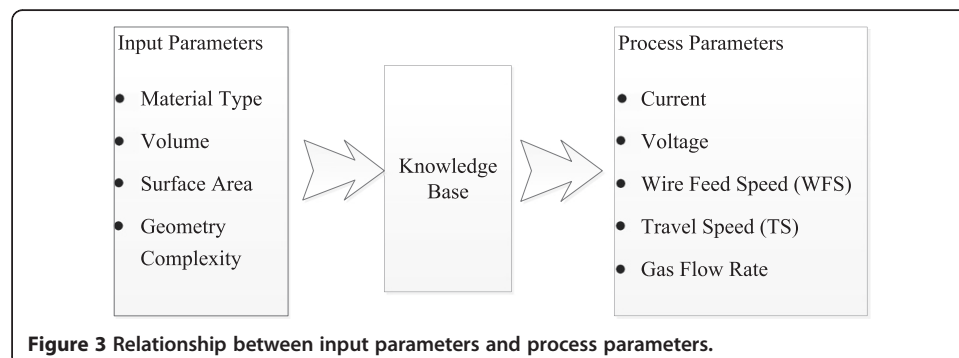 Input Parameters
● Material Type
● Volume
● Surface Area
● Geometry
Complexity
Knowledge
Base
Process Parameters
● Current
● Voltage
● Wire Feed Speed (WFS)
● Travel Speed (TS)
● Gas Flow Rate
Figure 3 Relationship between input parameters and process parameters.